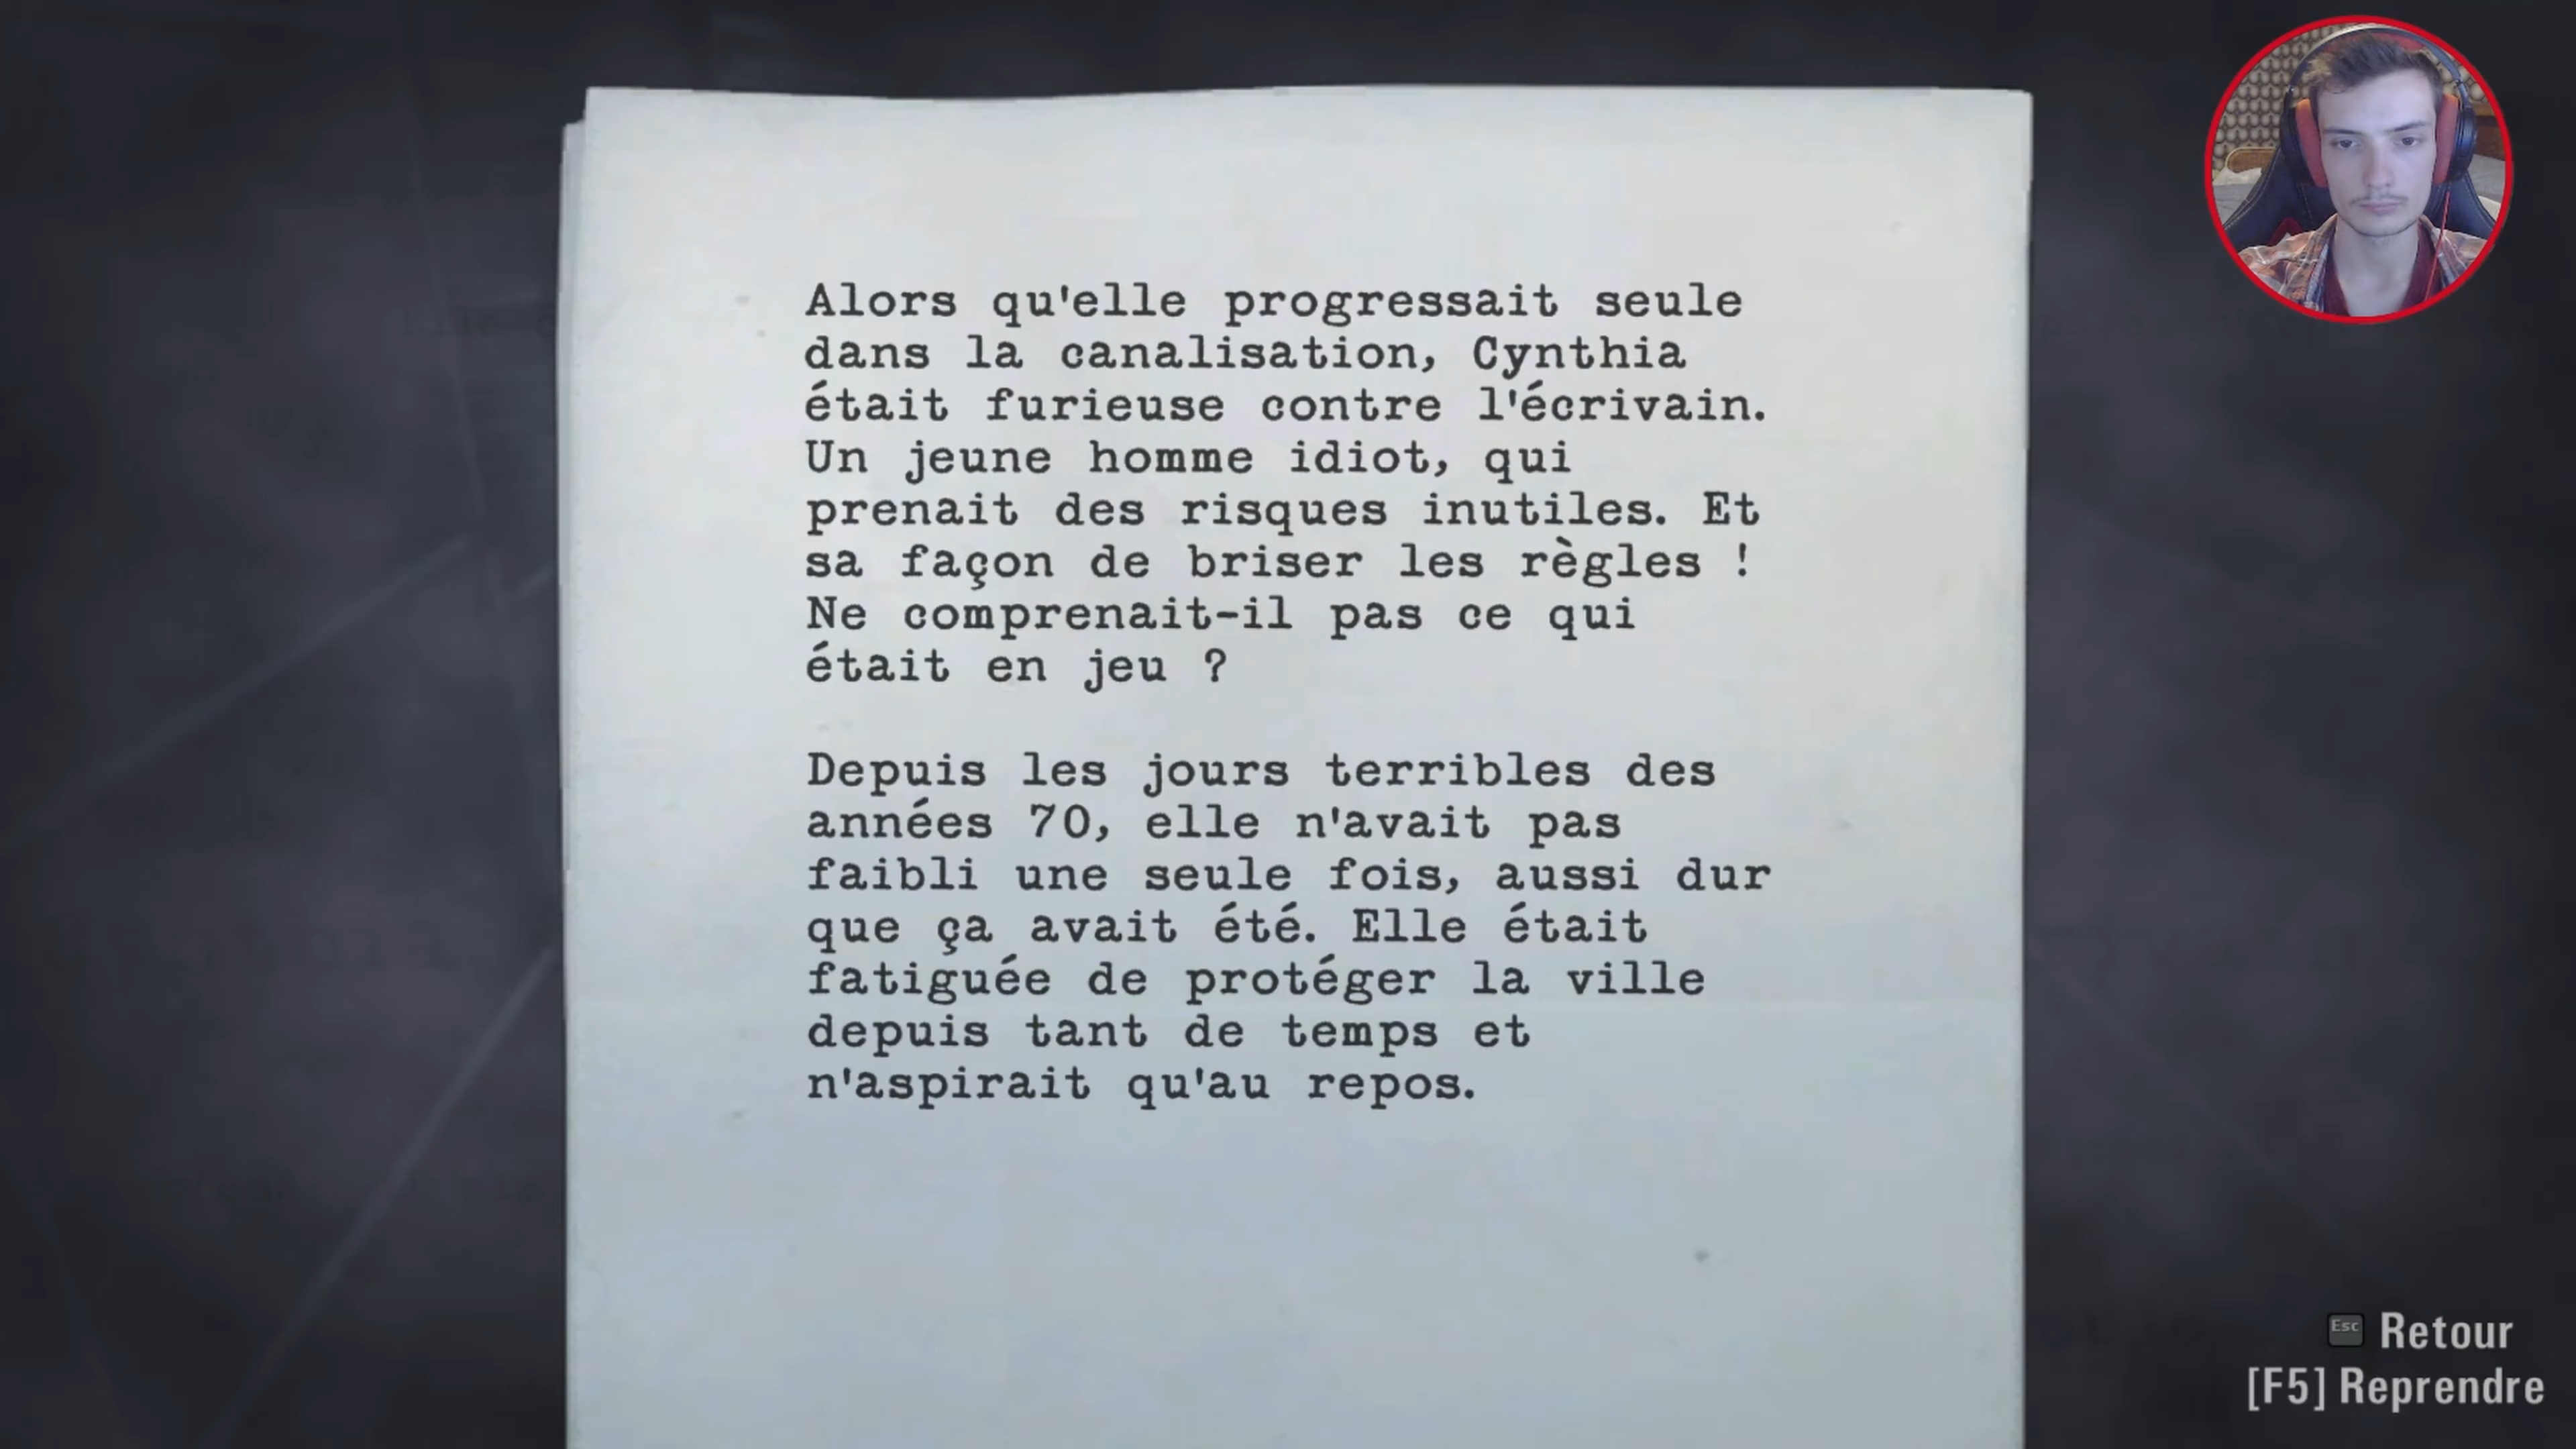 Alors qu'elle progressait seule
dans la canalisation, Cynthia
était furieuse contre l'écrivain.
Un jeune homme idiot, qui
prenait des risques inutiles. Et
sa façon de briser les règles !
Ne comprenait-il pas ce qui
était en jeu ?
Depuis les jours terribles des
années 70, elle n'avait pas
faibli une seule fois, aussi dur
que ça avait été. Elle était
fatiguée de protéger la ville
depuis tant de temps et
n'aspirait qu'au repos.
Esc Retour
[F5] Reprendre